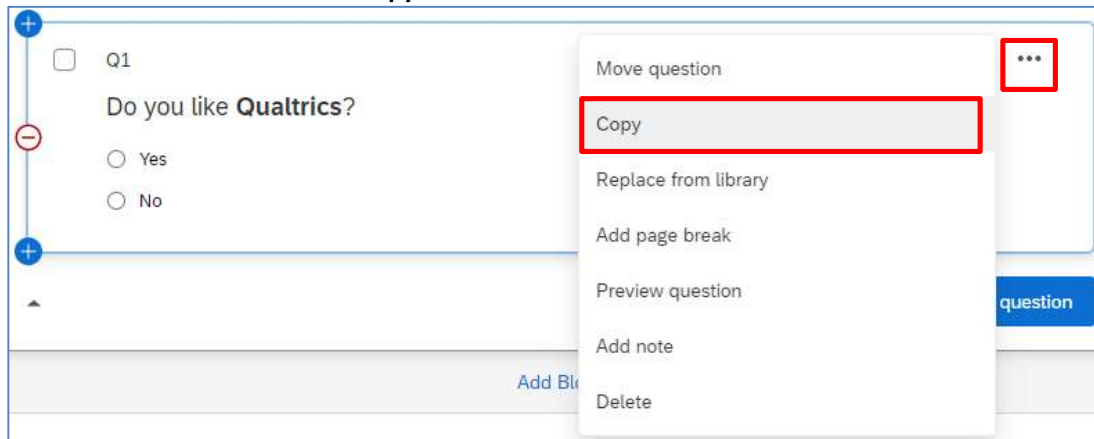 Q1
Do you like Qualtrics?
Yes
No
Move question
Copy
Replace from library
Add page break
Preview question
Add note
Delete
question
Add